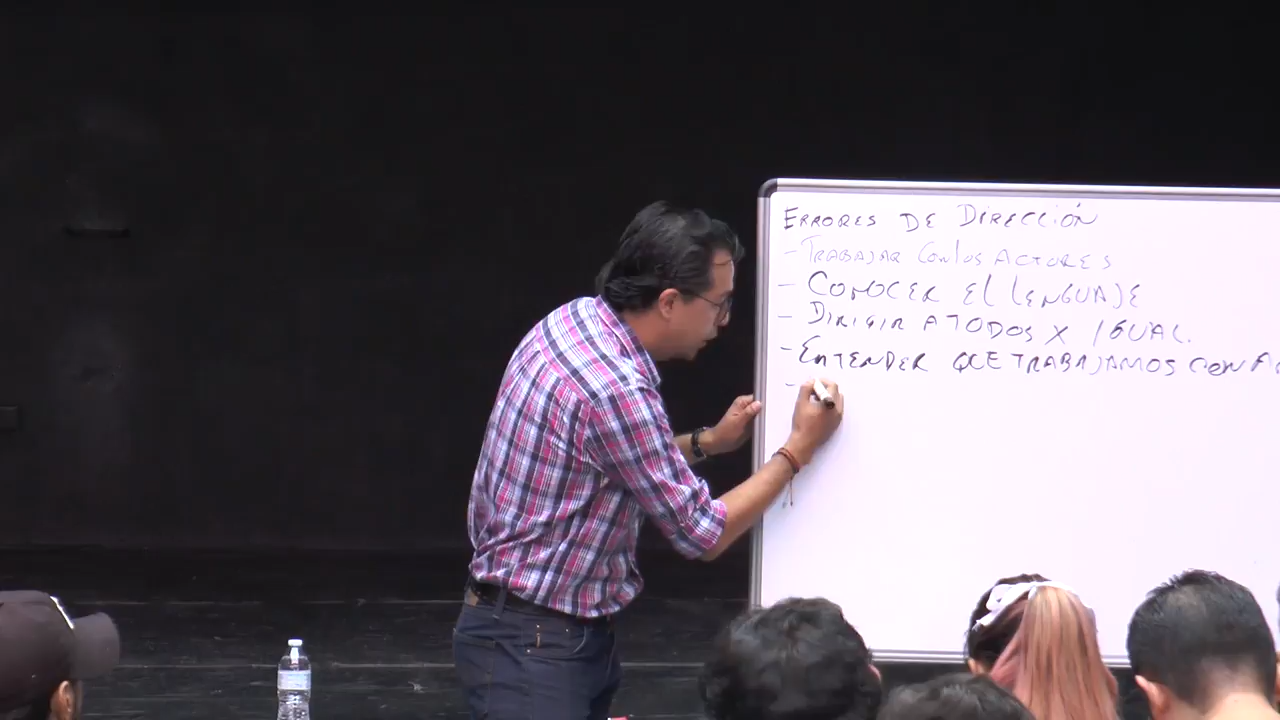 ERRORES DE DIRECCIÓN
- TRABAJAR CON LOS ACTORES
- CONOCER EL LENGUAJE
- DIRIGIR A TODOS X IGUAL.
- ENTENDER QUE TRABAJAMOS CON
-